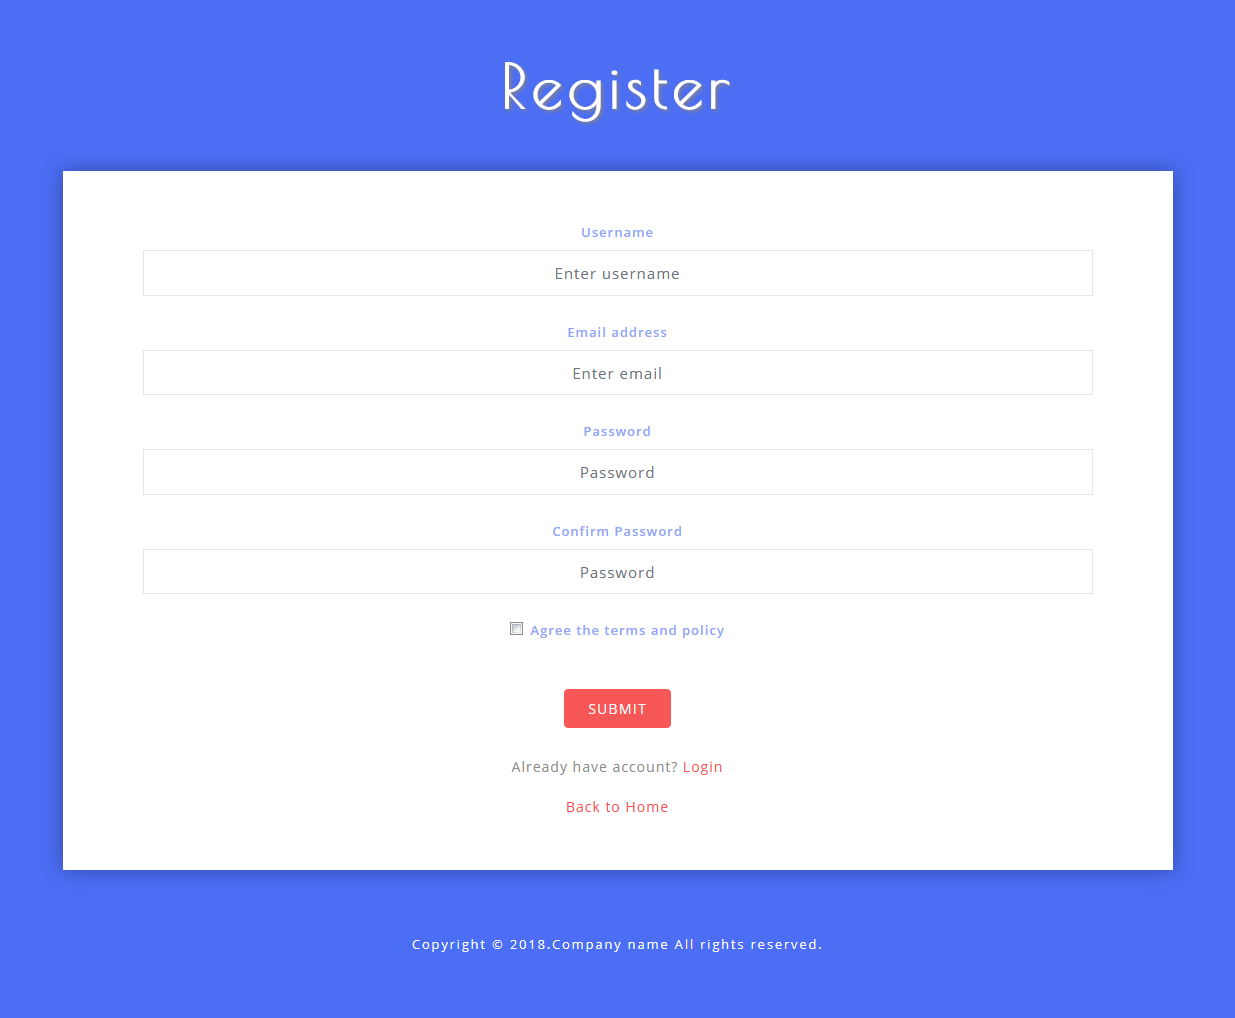 Register
Username
Enter username
Email address
Enter email
Password
Password
Confirm Password
Password
Agree the terms and policy
SUBMIT
Already have account? Login
Back to Home
Copyright © 2018.Company name All rights reserved.